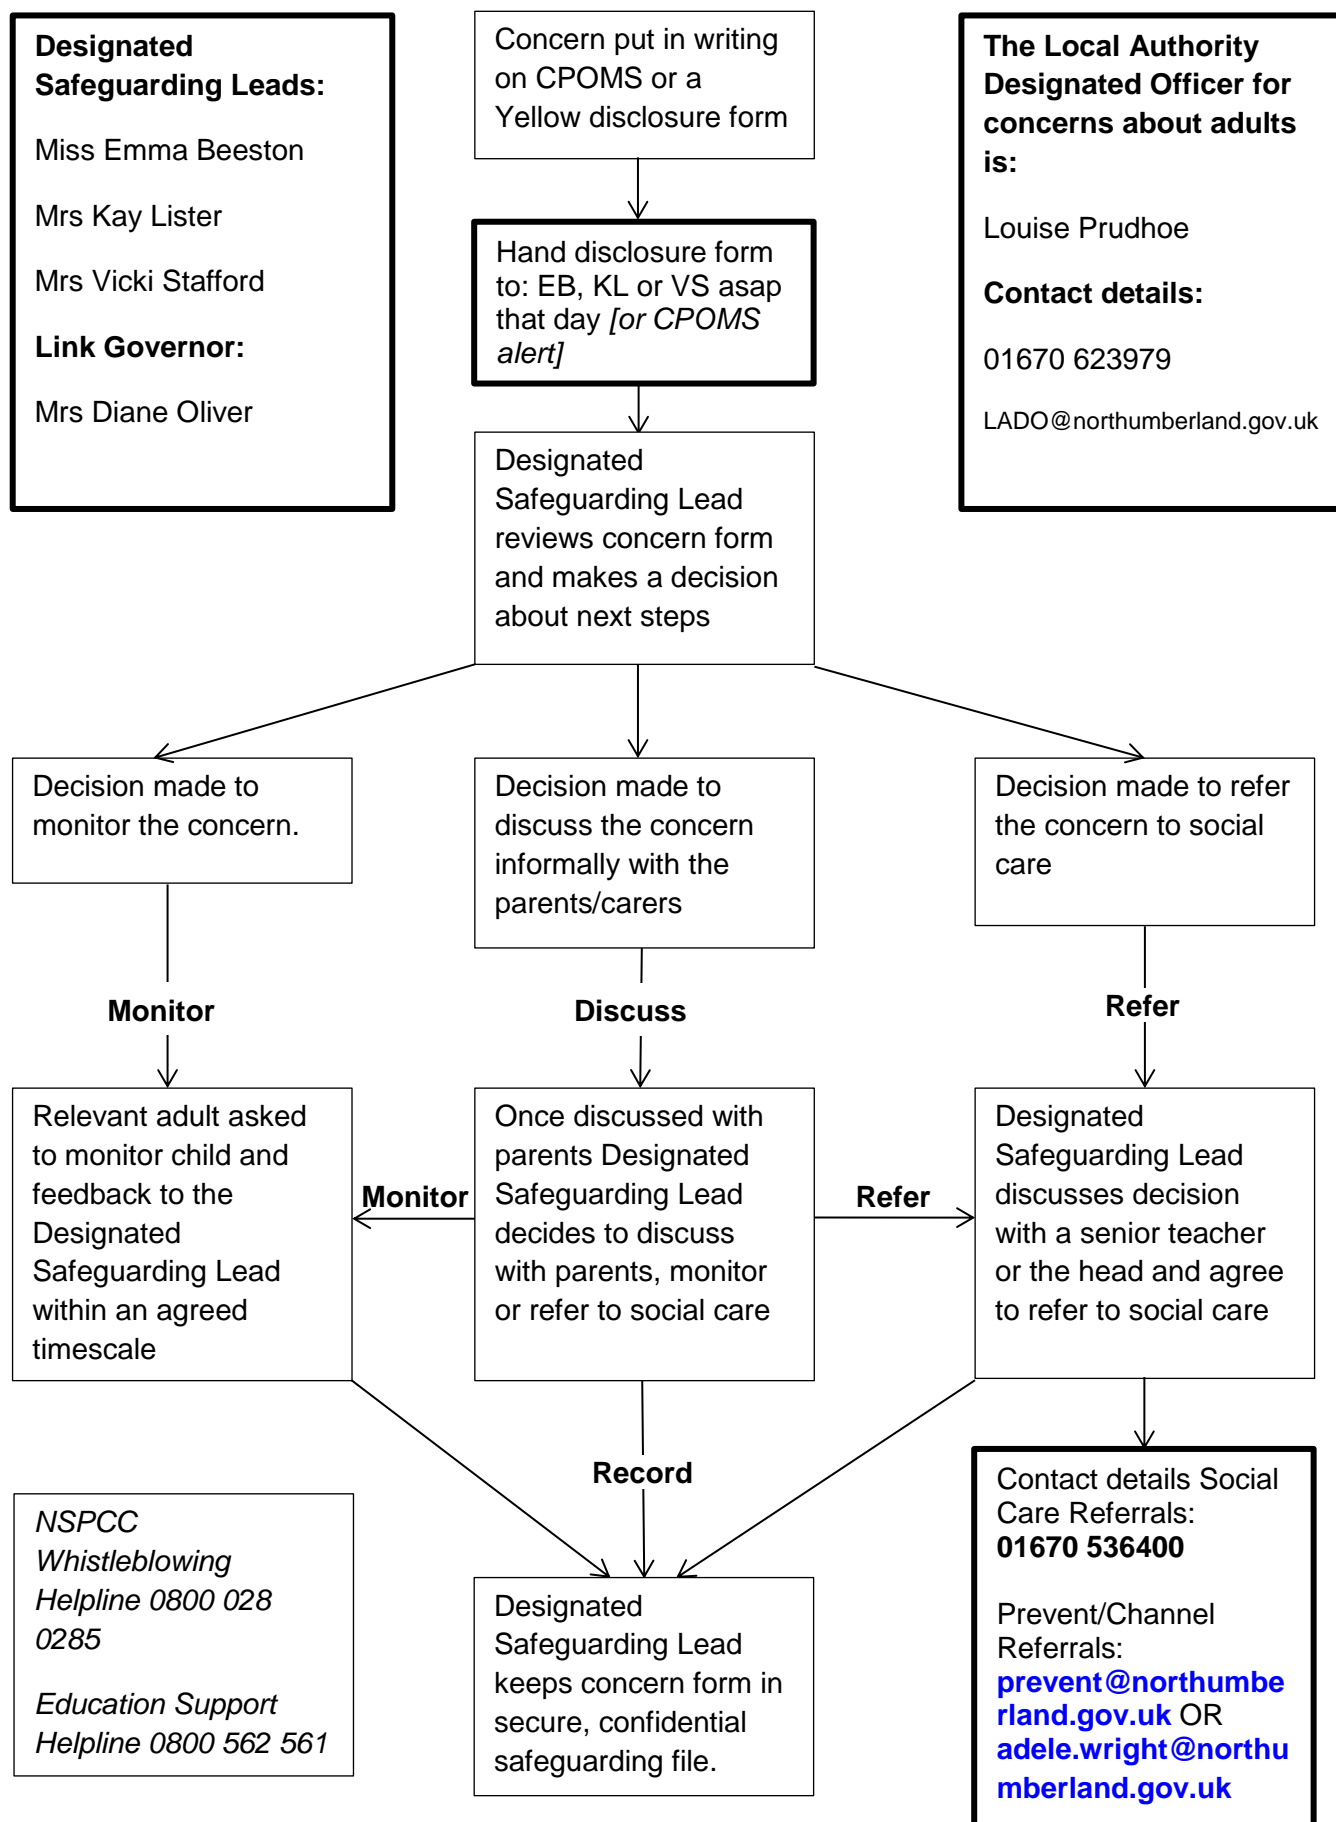 Designated
Safeguarding Leads:
Miss Emma Beeston
Mrs Kay Lister
Mrs Vicki Stafford
Link Governor:
Mrs Diane Oliver
Concern put in writing
on CPOMS or a
Yellow disclosure form
The Local Authority
Designated Officer for
concerns about adults
is:
Louise Prudhoe
Contact details:
01670 623979
LADO@northumberland.gov.uk
Hand disclosure form
to: EB, KL or VS asap
that day [or CPOMS
alert]
Designated
Safeguarding Lead
reviews concern form
and makes a decision
about next steps
Decision made to
monitor the concern.
Decision made to
discuss the concern
informally with the
parents/carers
Decision made to refer
the concern to social
care
Monitor
Discuss
Refer
Relevant adult asked
to monitor child and
feedback to the
Designated
Safeguarding Lead
within an agreed
timescale
Monitor
Once discussed with
parents Designated
Safeguarding Lead
decides to discuss
with parents, monitor
or refer to social care
Refer
Designated
Safeguarding Lead
discusses decision
with a senior teacher
or the head and agree
to refer to social care
Record
NSPCC
Whistleblowing
Helpline 0800 028
0285
Education Support
Helpline 0800 562 561
Designated
Safeguarding Lead
keeps concern form in
secure, confidential
safeguarding file.
Contact details Social
Care Referrals:
01670 536400
Prevent/Channel
Referrals:
prevent@northumbe
rland.gov.uk OR
adele.wright@northu
mberland.gov.uk